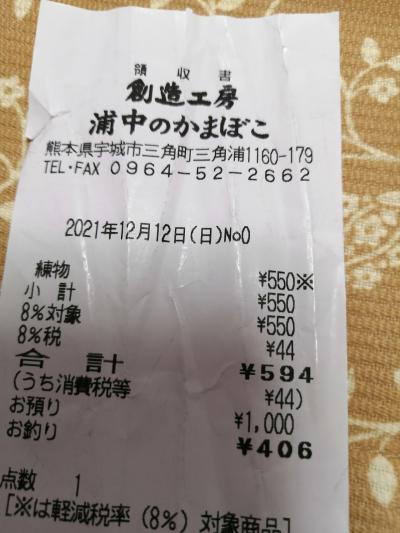 領収書
創造工房
浦中のかまぼこ
熊本県宇城市三角町三角浦1160-179
TEL・FAX 0964-52-2662
2021年12月12日(日)No0
練物 ¥550※
小計 ¥550
8%対象 ¥550
8%税 ¥44
合計 ¥594
(うち消費税等 ¥44)
お預り ¥1,000
お釣り ¥406
点数 1
[※は軽減税率(8%)対象商品]